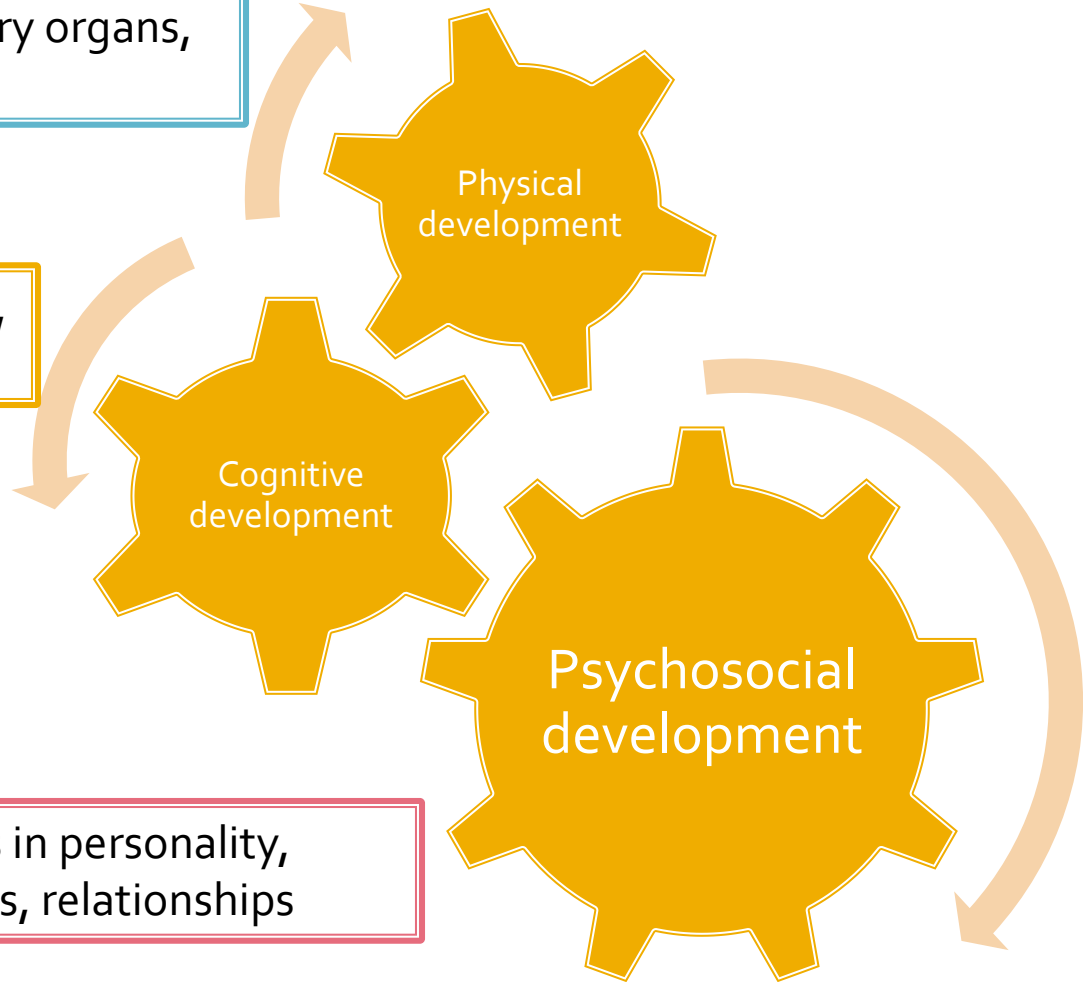 ry organs,
Physical
development
Cognitive
development
Psychosocial
development
in personality,
s, relationships